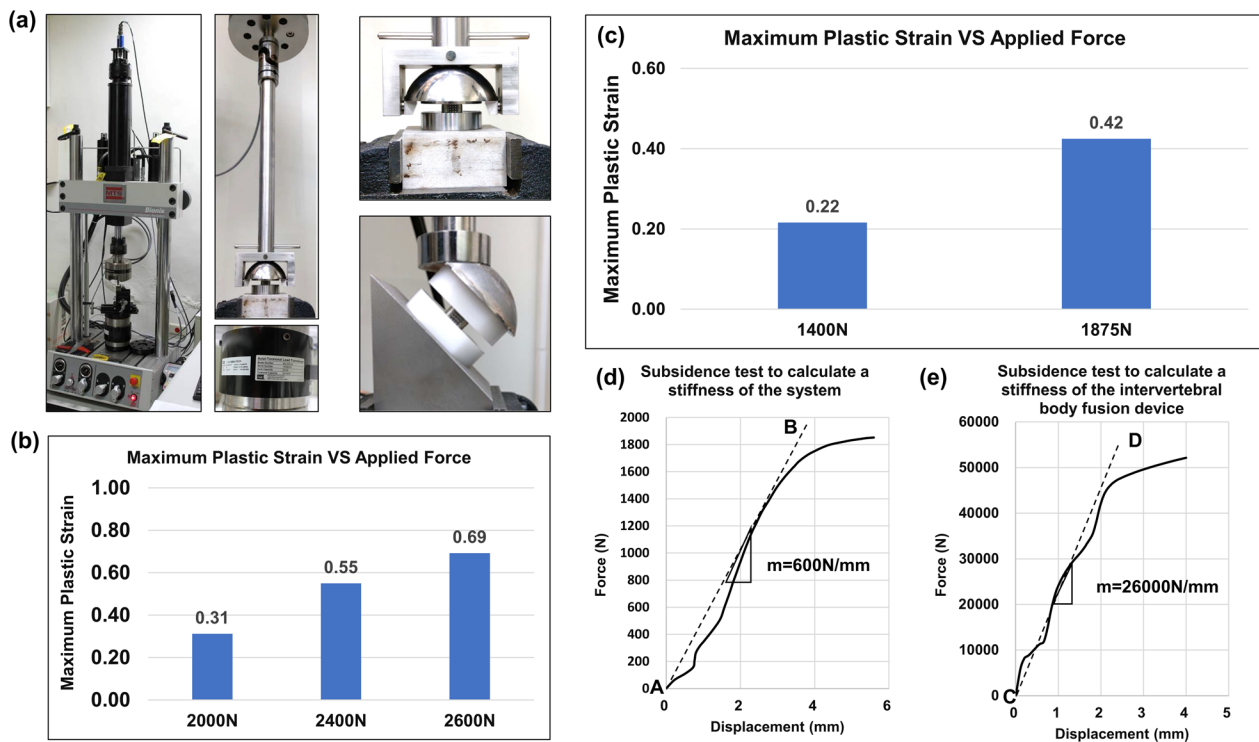 (a)
MTS
Bionix
(b)
Maximum Plastic Strain VS Applied Force
Maximum Plastic Strain
1.00
0.80
0.60
0.40
0.20
0.00
0.31
0.55
0.69
2000N
2400N
2600N
(c)
Maximum Plastic Strain VS Applied Force
Maximum Plastic Strain
0.60
0.40
0.20
0.00
0.22
0.42
1400N
1875N
(d)
Subsidence test to calculate a
stiffness of the system
Force (N)
2000
1800
1600
1400
1200
1000
800
600
400
200
0
B
m=600N/mm
A
0
2
4
6
Displacement (mm)
(e)
Subsidence test to calculate a
stiffness of the intervertebral
body fusion device
Force (N)
60000
50000
40000
30000
20000
10000
0
D
m=26000N/mm
C
0
1
2
3
4
5
Displacement (mm)